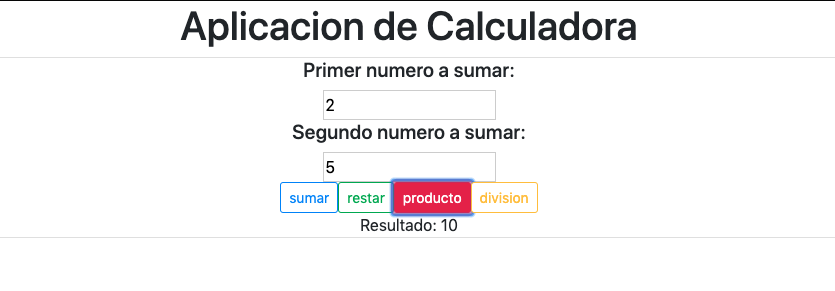 Aplicacion de Calculadora
Primer numero a sumar:
2
Segundo numero a sumar:
5
sumar restar producto division
Resultado: 10